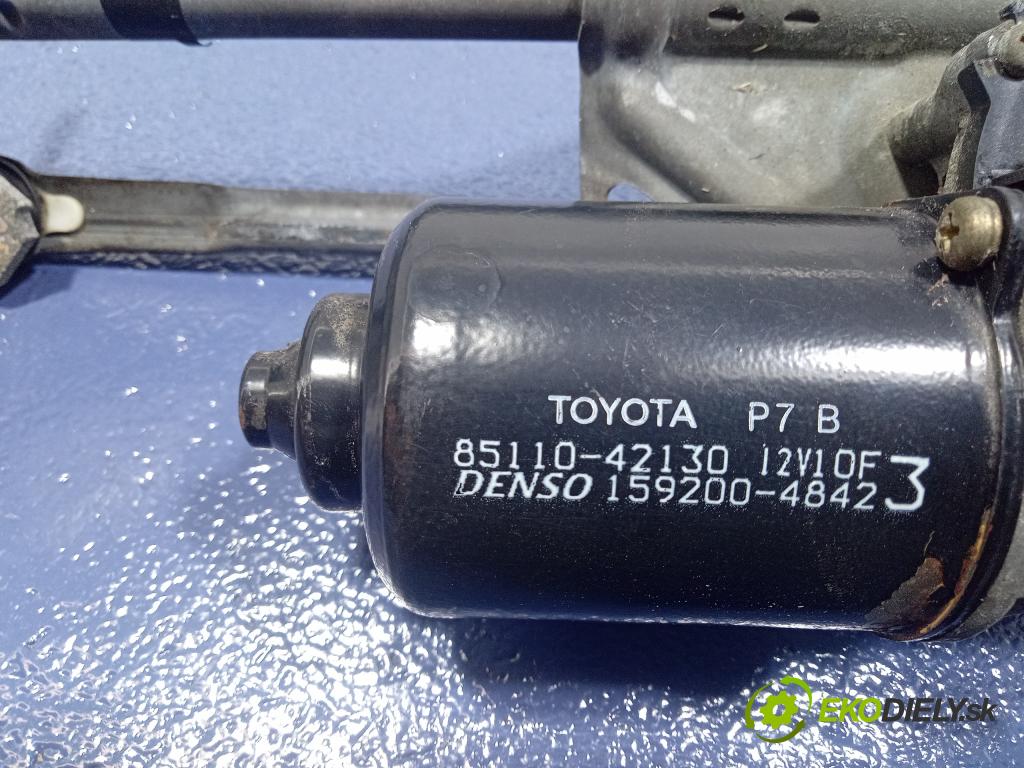 TOYOTA P7 B
85110-42130 12V10F
DENSO 159200-4842 3
EKODIELY.sk